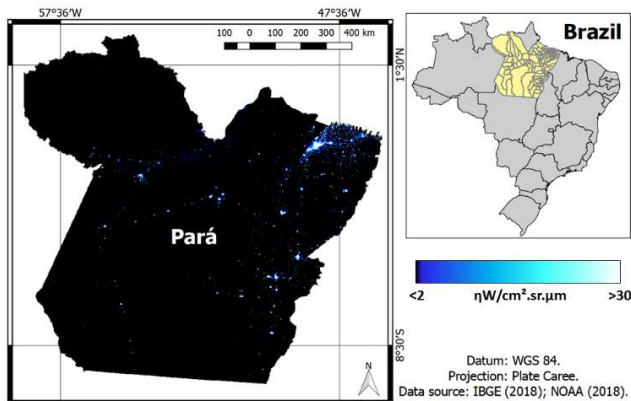 57°36'W
47°36'W
100 0 100 200 300 400 km
1°30'N
8°30'S
Pará
N
Brazil
<2 ηW/cm².sr.µm >30
Datum: WGS 84.
Projection: Plate Caree.
Data source: IBGE (2018); NOAA (2018).